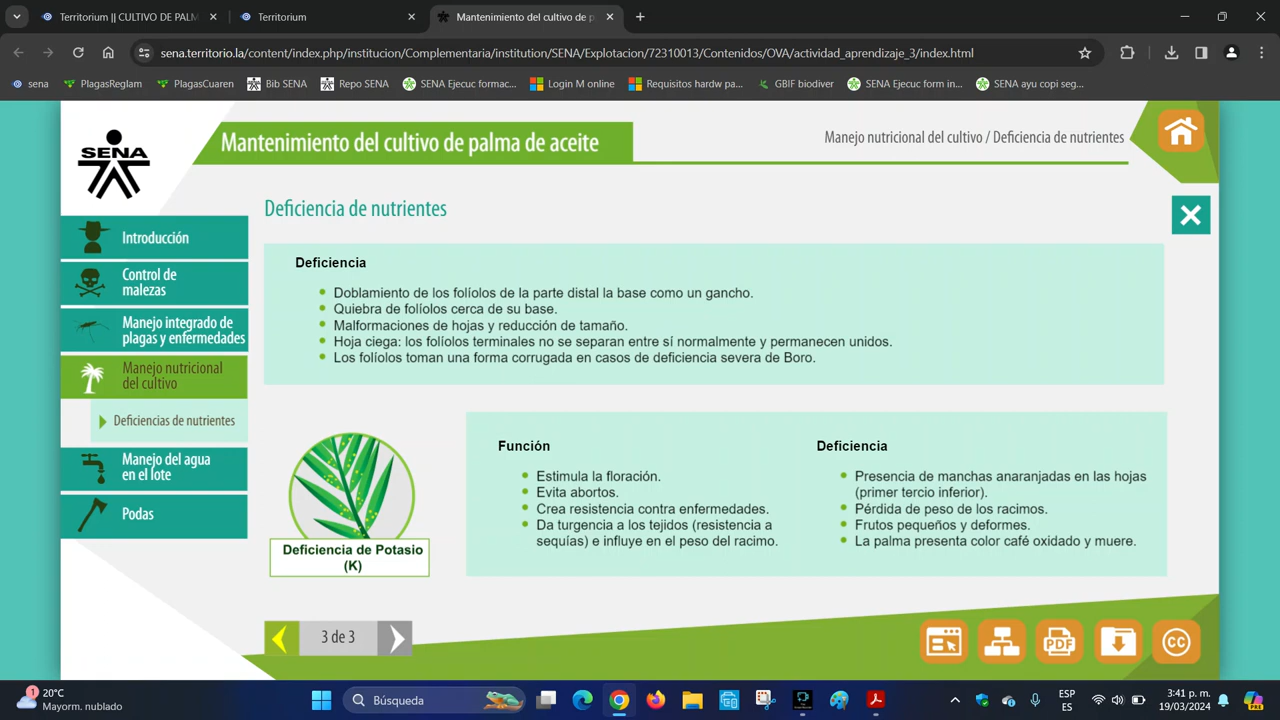 Territorium || CULTIVO DE PALM
Territorium
Mantenimiento del cultivo de p
sena.territorio.la/content/index.php/institucion/Complementaria/institution/SENA/Explotacion/72310013/Contenidos/OVA/actividad_aprendizaje_3/index.html
sena
PlagasReglam
PlagasCuaren
Bib SENA
Repo SENA
SENA Ejecuc formac...
Login M online
Requisitos hardw pa...
GBIF biodiver
SENA Ejecuc form in...
SENA ayu copi seg...
SENA
Mantenimiento del cultivo de palma de aceite
Manejo nutricional del cultivo / Deficiencia de nutrientes
Introducción
Control de
malezas
Manejo integrado de
plagas y enfermedades
Manejo nutricional
del cultivo
Deficiencias de nutrientes
Manejo del agua
en el lote
Podas
Deficiencia de nutrientes
Deficiencia
Doblamiento de los folíolos de la parte distal la base como un gancho.
Quiebra de folíolos cerca de su base.
Malformaciones de hojas y reducción de tamaño.
Hoja ciega: los folíolos terminales no se separan entre sí normalmente y permanecen unidos.
Los folíolos toman una forma corrugada en casos de deficiencia severa de Boro.
Deficiencia de Potasio
(K)
Función
Estimula la floración.
Evita abortos.
Crea resistencia contra enfermedades.
Da turgencia a los tejidos (resistencia a
sequías) e influye en el peso del racimo.
Deficiencia
Presencia de manchas anaranjadas en las hojas
(primer tercio inferior).
Pérdida de peso de los racimos.
Frutos pequeños y deformes.
La palma presenta color café oxidado y muere.
3 de 3
PDF
CC
1
20°C
Mayorm. nublado
Búsqueda
ESP
ES
3:41 p. m.
19/03/2024